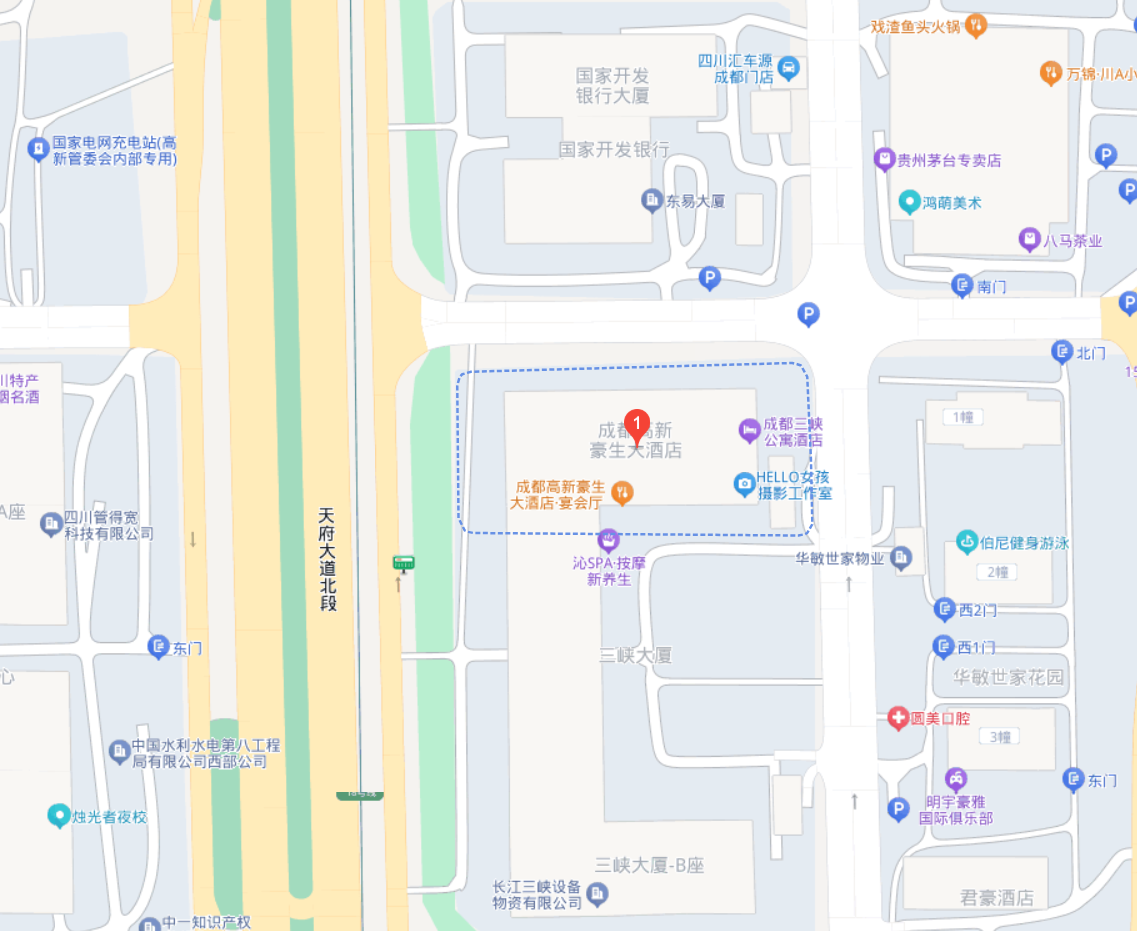 戏渣鱼头火锅
四川汇车源
成都门店
万锦·川A小
国家开发
银行大厦
国家电网充电站(高
新管委会内部专用)
国家开发银行
P
贵州茅台专卖店
P
东易大厦
鸿萌美术
八马茶业
P
南门
P
P
北门
川特产
烟名酒
15
1
成都高新
豪生大酒店
成都三峡
公寓酒店
1幢
成都高新豪生
大酒店·宴会厅
HELLO女孩
摄影工作室
A座
四川管得宽
科技有限公司
天府大道北段
沁SPA·按摩
新养生
华敏世家物业
伯尼健身游泳
2幢
西2门
东门
三峡大厦
西1门
心
华敏世家花园
圆美口腔
3幢
中国水利水电第八工程
局有限公司西部公司
东门
明宇豪雅
国际俱乐部
P
烛光者夜校
三峡大厦-B座
长江三峡设备
物资有限公司
君豪酒店
中一知识产权